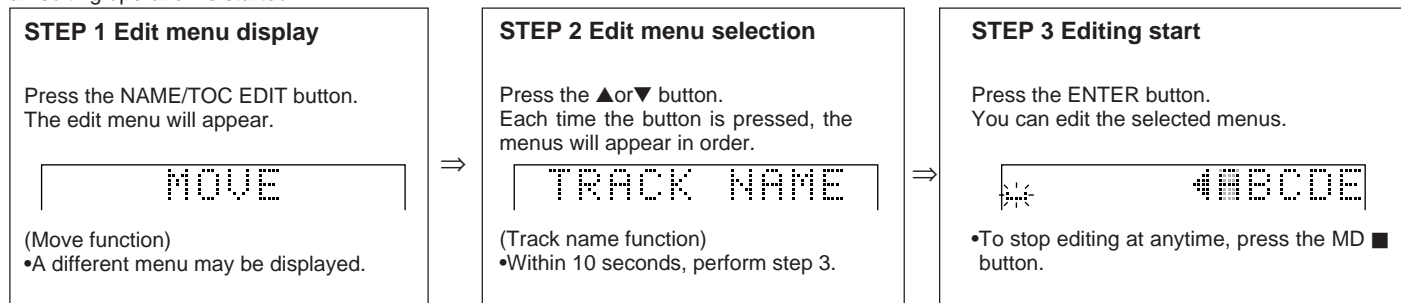 STEP 1 Edit menu display
Press the NAME/TOC EDIT button.
The edit menu will appear.
MOVE
(Move function)
•A different menu may be displayed.
⇒
STEP 2 Edit menu selection
Press the ▲or▼ button.
Each time the button is pressed, the
menus will appear in order.
TRACK NAME
(Track name function)
•Within 10 seconds, perform step 3.
⇒
STEP 3 Editing start
Press the ENTER button.
You can edit the selected menus.
◀ABCDE
•To stop editing at anytime, press the MD ■
button.